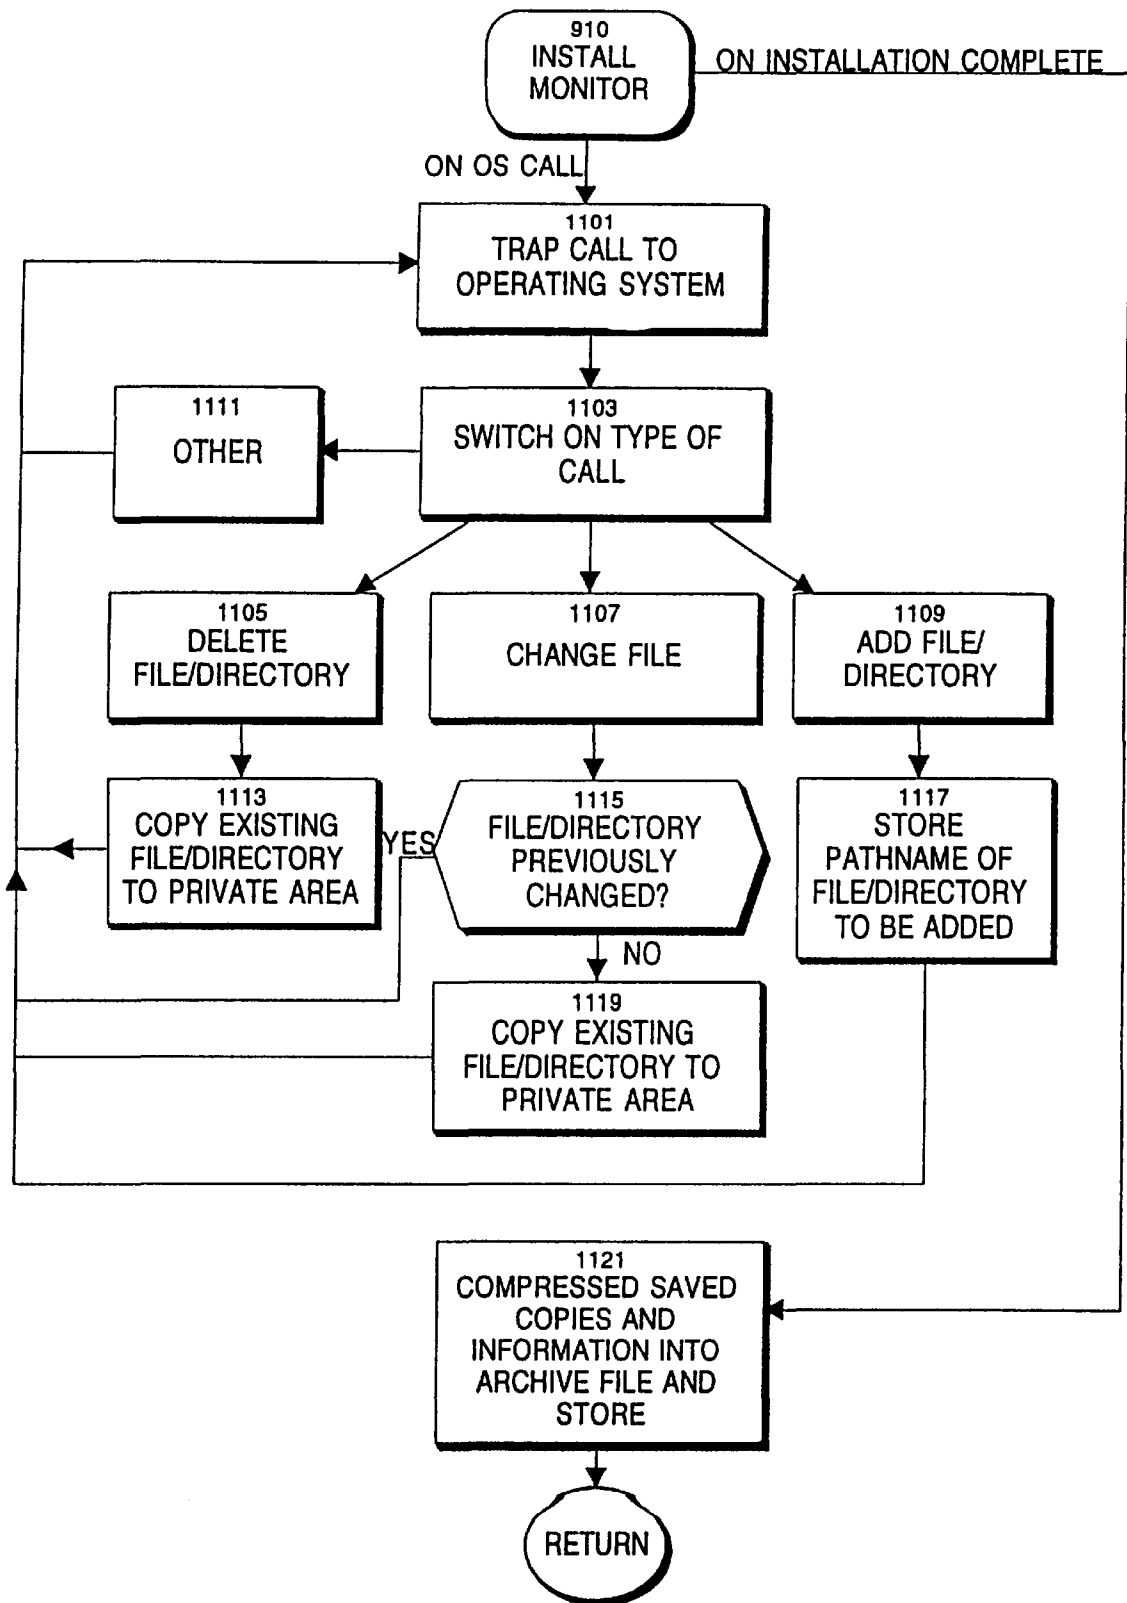 910
INSTALL
MONITOR
ON INSTALLATION COMPLETE
ON OS CALL
1101
TRAP CALL TO
OPERATING SYSTEM
1111
OTHER
1103
SWITCH ON TYPE OF
CALL
1105
DELETE
FILE/DIRECTORY
1107
CHANGE FILE
1109
ADD FILE/
DIRECTORY
1113
COPY EXISTING
FILE/DIRECTORY
TO PRIVATE AREA
YES
1115
FILE/DIRECTORY
PREVIOUSLY
CHANGED?
1117
STORE
PATHNAME OF
FILE/DIRECTORY
TO BE ADDED
NO
1119
COPY EXISTING
FILE/DIRECTORY TO
PRIVATE AREA
1121
COMPRESSED SAVED
COPIES AND
INFORMATION INTO
ARCHIVE FILE AND
STORE
RETURN